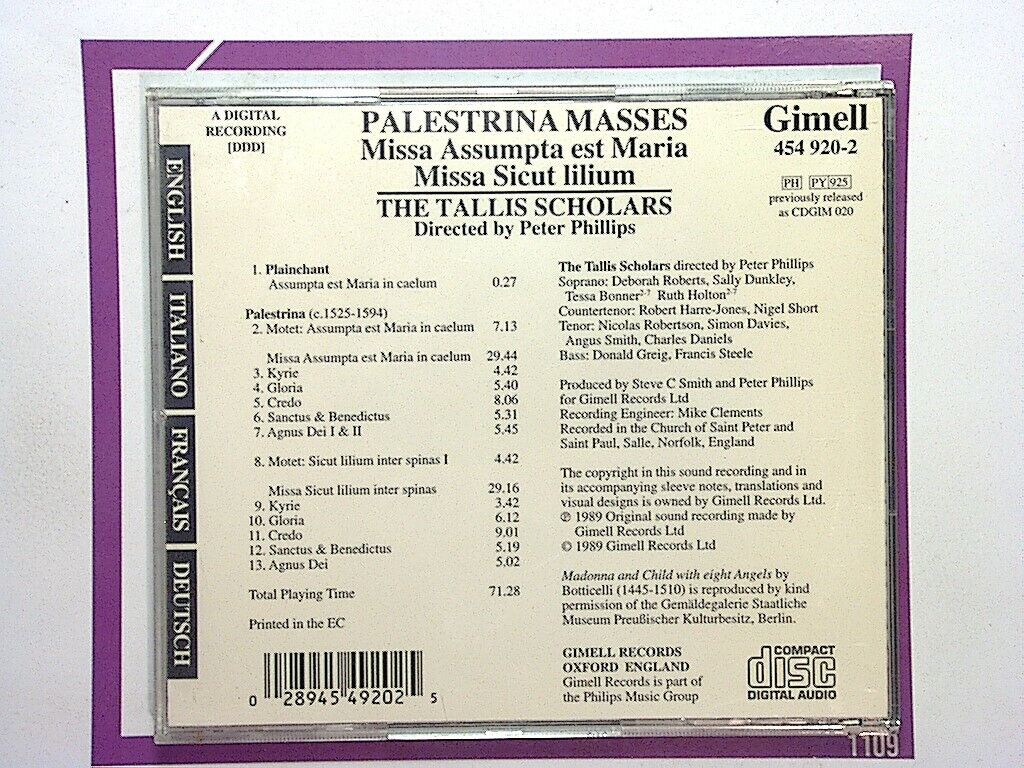 A DIGITAL
RECORDING
[DDD]
PALESTRINA MASSES
Missa Assumpta est Maria
Missa Sicut lilium
THE TALLIS SCHOLARS
Directed by Peter Phillips
Gimell
454 920-2
PH PY 925
previously released
as CDGIM 020
ENGLISH
ITALIANO
FRANÇAIS
DEUTSCH
1. Plainchant
Assumpta est Maria in caelum 0.27
Palestrina (c.1525-1594)
2. Motet: Assumpta est Maria in caelum 7.13
Missa Assumpta est Maria in caelum 29.44
3. Kyrie 4.42
4. Gloria 5.40
5. Credo 8.06
6. Sanctus & Benedictus 5.31
7. Agnus Dei I & II 5.45
8. Motet: Sicut lilium inter spinas I 4.42
Missa Sicut lilium inter spinas 29.16
9. Kyrie 3.42
10. Gloria 6.12
11. Credo 9.01
12. Sanctus & Benedictus 5.19
13. Agnus Dei 5.02
Total Playing Time 71.28
Printed in the EC
0 28945 49202 5
The Tallis Scholars directed by Peter Phillips
Soprano: Deborah Roberts, Sally Dunkley,
Tessa Bonner2-7 Ruth Holton2-7
Countertenor: Robert Harre-Jones, Nigel Short
Tenor: Nicolas Robertson, Simon Davies,
Angus Smith, Charles Daniels
Bass: Donald Greig, Francis Steele
Produced by Steve C Smith and Peter Phillips
for Gimell Records Ltd
Recording Engineer: Mike Clements
Recorded in the Church of Saint Peter and
Saint Paul, Salle, Norfolk, England
The copyright in this sound recording and in
its accompanying sleeve notes, translations and
visual designs is owned by Gimell Records Ltd.
℗ 1989 Original sound recording made by
Gimell Records Ltd
© 1989 Gimell Records Ltd
Madonna and Child with eight Angels by
Botticelli (1445-1510) is reproduced by kind
permission of the Gemäldegalerie Staatliche
Museum Preußischer Kulturbesitz, Berlin.
GIMELL RECORDS
OXFORD ENGLAND
Gimell Records is part of
the Philips Music Group
COMPACT
disc
DIGITAL AUDIO
1109